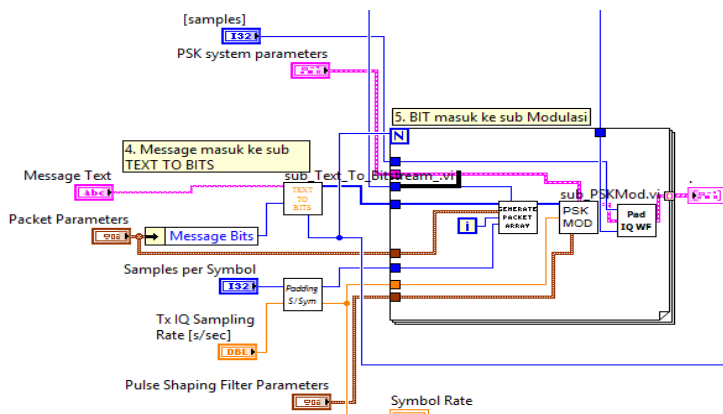 [samples]
I32
PSK system parameters
5. BIT masuk ke sub Modulasi
N
4. Message masuk ke sub
TEXT TO BITS
Message Text
abc
sub_Text_To_Bitstream_.vi
TEXT
TO
BITS
sub_PSKMod.vi
Packet Parameters
Message Bits
GENERATE
PACKET
ARRAY
PSK
MOD
Pad
IQ WF
i
Samples per Symbol
I32
Padding
S/Sym
Tx IQ Sampling
Rate [s/sec]
DBL
Pulse Shaping Filter Parameters
Symbol Rate